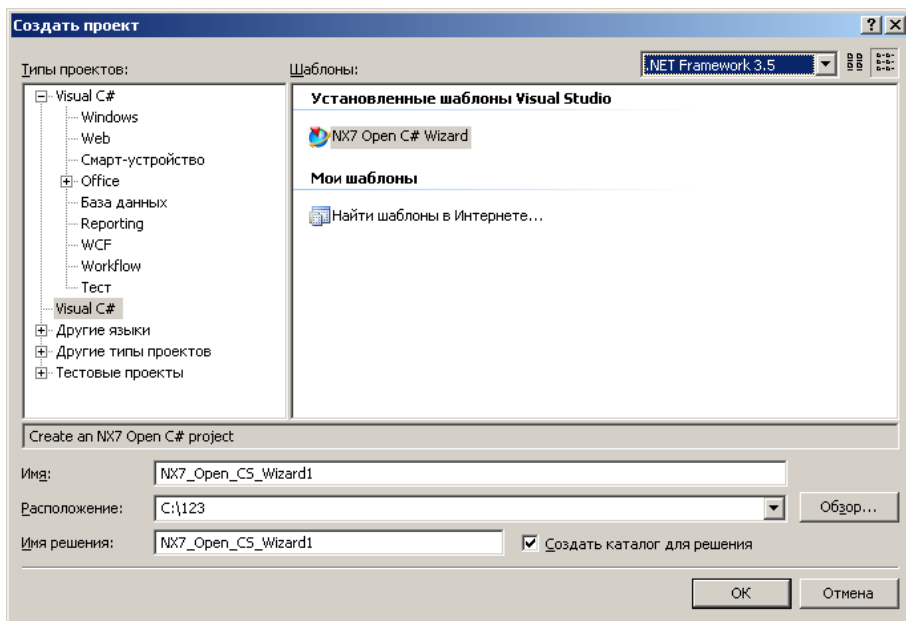 Создать проект
Типы проектов:
Шаблоны:
.NET Framework 3.5
Visual C#
Windows
Web
Смарт-устройство
Office
База данных
Reporting
WCF
Workflow
Тест
Visual C#
Другие языки
Другие типы проектов
Тестовые проекты
Установленные шаблоны Visual Studio
NX7 Open C# Wizard
Мои шаблоны
Найти шаблоны в Интернете...
Create an NX7 Open C# project
Имя:
NX7_Open_CS_Wizard1
Расположение:
C:\123
Обзор...
Имя решения:
NX7_Open_CS_Wizard1
Создать каталог для решения
OK
Отмена